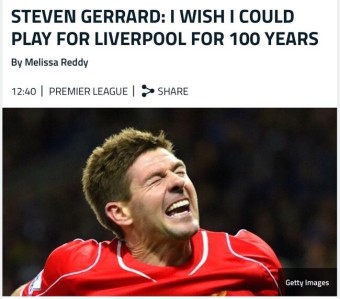 STEVEN GERRARD: I WISH I COULD
PLAY FOR LIVERPOOL FOR 100 YEARS
By Melissa Reddy
12:40 | PREMIER LEAGUE | SHARE
Getty Images